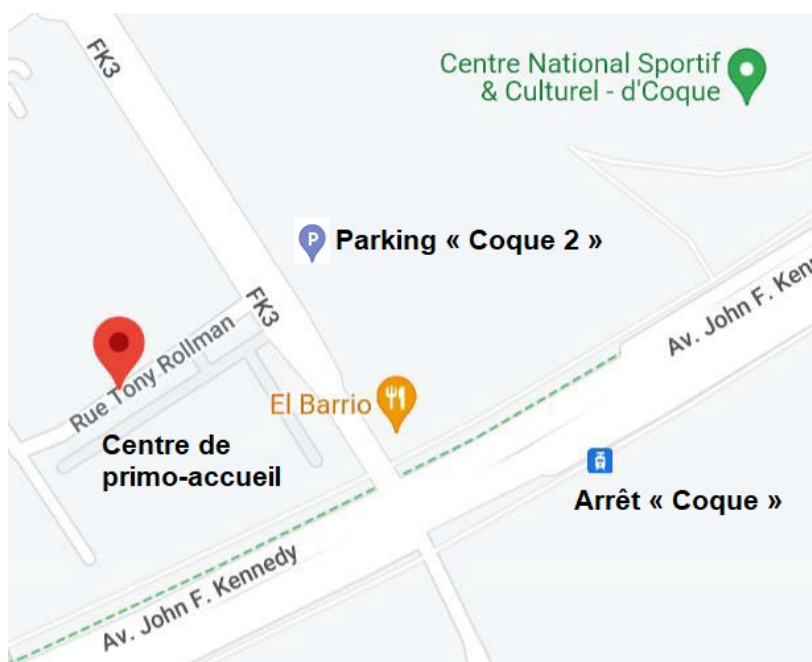 FK3
Centre National Sportif
& Culturel - d'Coque
P
Parking « Coque 2 »
FK3
Rue Tony Rollman
Av. John F. Kenn
El Barrio
Centre de
primo-accueil
Arrêt « Coque »
Av. John F. Kennedy